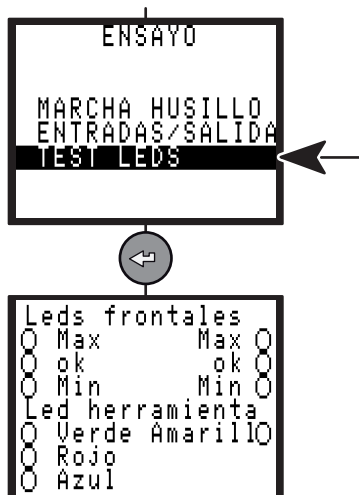 ENSAYO
MARCHA HUSILLO
ENTRADAS/SALIDA
TEST LEDS
Leds frontales
Max Max
ok ok
Min Min
Led herramienta
Verde Amarill
Rojo
Azul